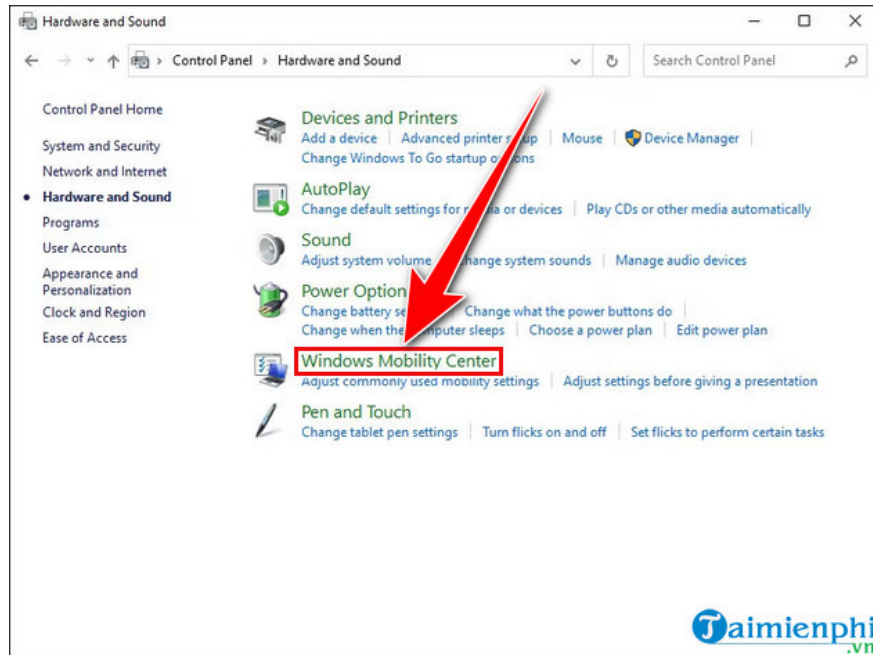 Hardware and Sound
Control Panel > Hardware and Sound
Search Control Panel
Control Panel Home
System and Security
Network and Internet
Hardware and Sound
Programs
User Accounts
Appearance and
Personalization
Clock and Region
Ease of Access
Devices and Printers
Add a device | Advanced printer setup | Mouse | Device Manager |
Change Windows To Go startup options
AutoPlay
Change default settings for media or devices | Play CDs or other media automatically
Sound
Adjust system volume | Change system sounds | Manage audio devices
Power Option
Change battery se Change what the power buttons do |
Change when the computer sleeps | Choose a power plan | Edit power plan
Windows Mobility Center
Adjust commonly used mobility settings | Adjust settings before giving a presentation
Pen and Touch
Change tablet pen settings | Turn flicks on and off | Set flicks to perform certain tasks
Taimienphi
.vn